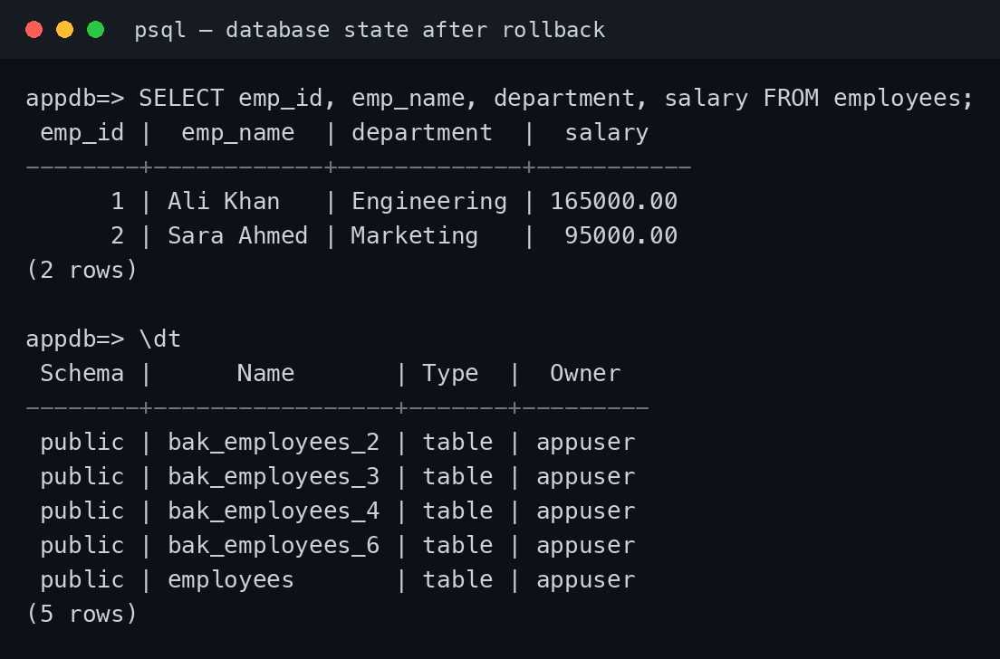 psql — database state after rollback
appdb=> SELECT emp_id, emp_name, department, salary FROM employees;
 emp_id |  emp_name  | department  |  salary
--------+------------+-------------+-----------
      1 | Ali Khan   | Engineering | 165000.00
      2 | Sara Ahmed | Marketing   |  95000.00
(2 rows)

appdb=> \dt
 Schema |      Name       | Type  |  Owner
--------+-----------------+-------+---------
 public | bak_employees_2 | table | appuser
 public | bak_employees_3 | table | appuser
 public | bak_employees_4 | table | appuser
 public | bak_employees_6 | table | appuser
 public | employees       | table | appuser
(5 rows)